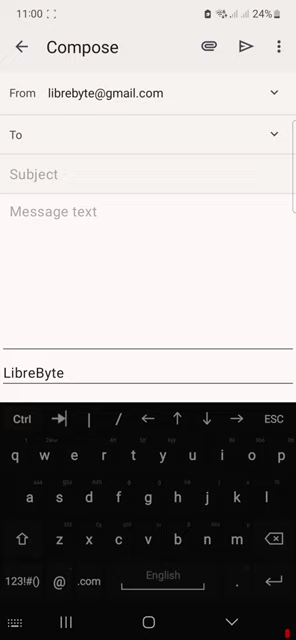 11:00 24%
Compose
From librebyte@gmail.com
To
Subject
Message text
LibreByte
Ctrl | / ← ↑ ↓ → ESC
q w e r t y u i o p
a s d f g h j k l
z x c v b n m
123!#() @ .com English .